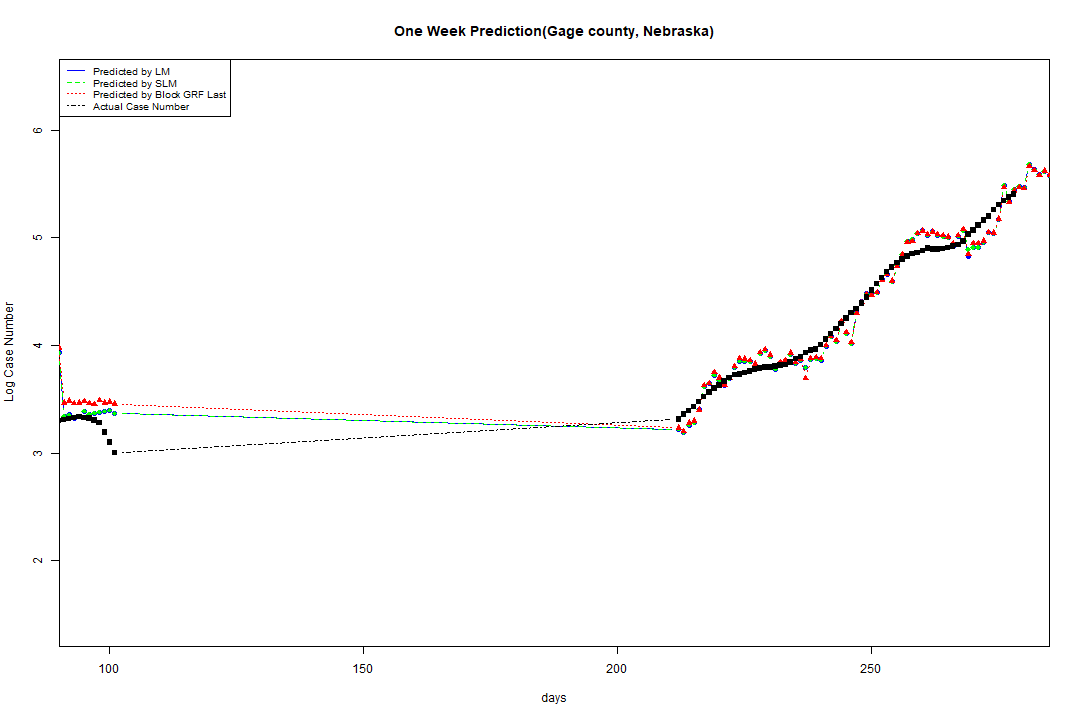 One Week Prediction(Gage county, Nebraska)
Predicted by LM
Predicted by SLM
Predicted by Block GRF Last
Actual Case Number
Log Case Number
6
5
4
3
2
100
150
200
250
days